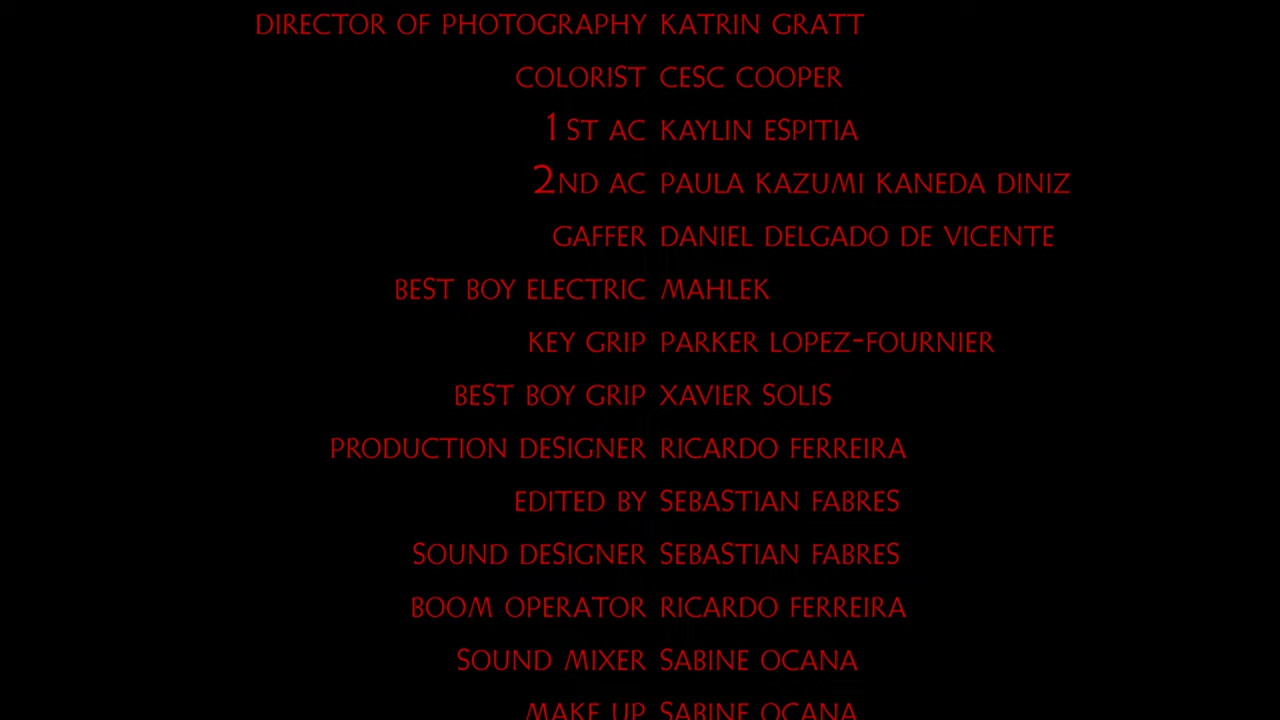 DIRECTOR OF PHOTOGRAPHY KATRIN GRATT
COLORIST CESC COOPER
1ST AC KAYLIN ESPITIA
2ND AC PAULA KAZUMI KANEDA DINIZ
GAFFER DANIEL DELGADO DE VICENTE
BEST BOY ELECTRIC MAHLEK
KEY GRIP PARKER LOPEZ-FOURNIER
BEST BOY GRIP XAVIER SOLIS
PRODUCTION DESIGNER RICARDO FERREIRA
EDITED BY SEBASTIAN FABRES
SOUND DESIGNER SEBASTIAN FABRES
BOOM OPERATOR RICARDO FERREIRA
SOUND MIXER SABINE OCANA
MAKE UP SABINE OCANA